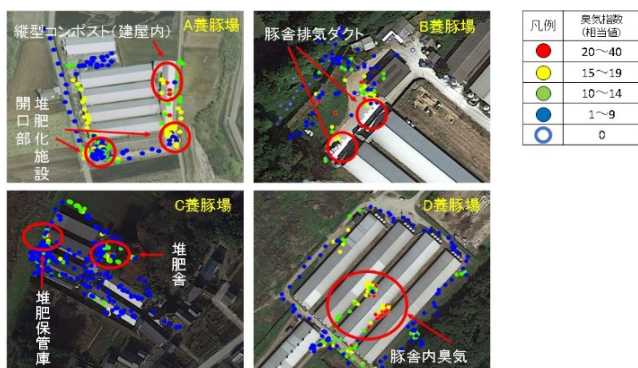 A養豚場
縦型コンポスト(建屋内)
堆肥化施設
開口部
B養豚場
豚舎排気ダクト
C養豚場
堆肥舎
堆肥保管庫
D養豚場
豚舎内臭気
凡例 臭気指数
(相当値)
20～40
15～19
10～14
1～9
0